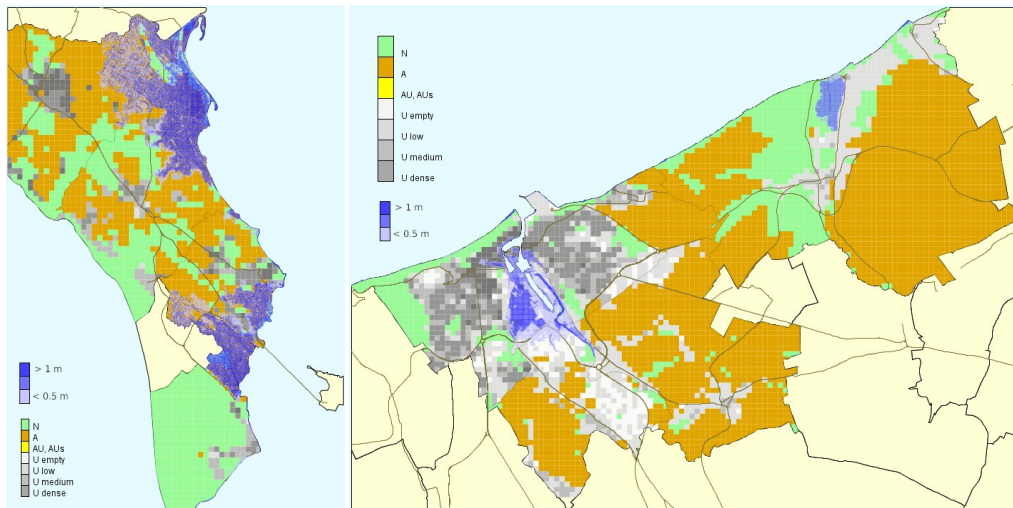 > 1 m
< 0.5 m
N
A
AU, AUs
U empty
U low
U medium
U dense
N
A
AU, AUs
U empty
U low
U medium
U dense
> 1 m
< 0.5 m